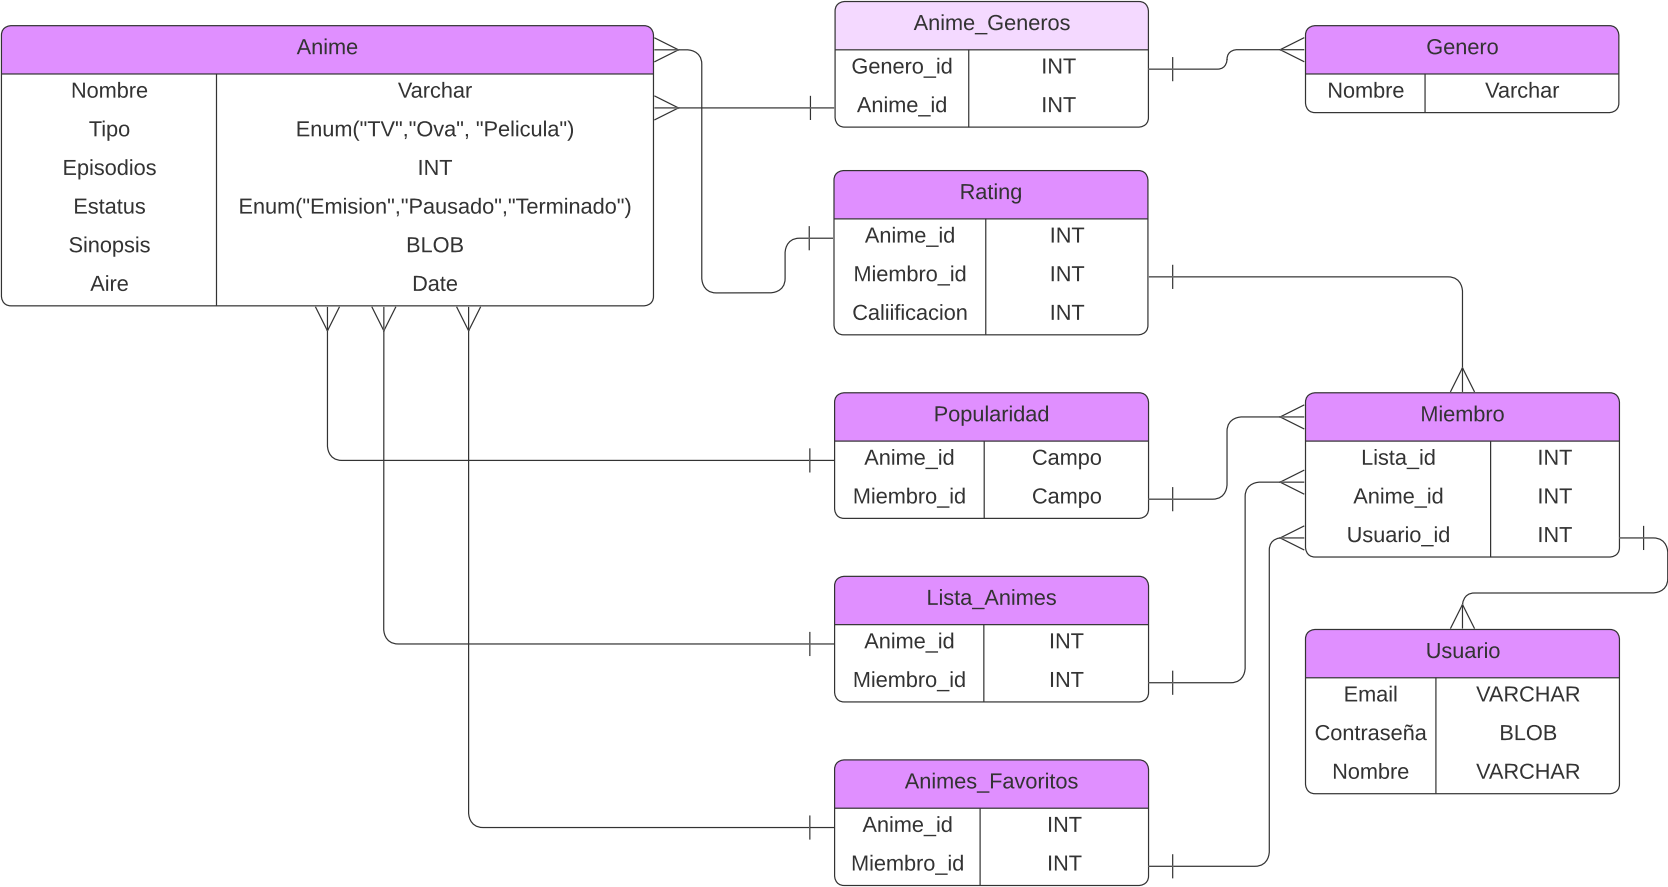 Anime
Nombre Varchar
Tipo Enum("TV","Ova", "Pelicula")
Episodios INT
Estatus Enum("Emision","Pausado","Terminado")
Sinopsis BLOB
Aire Date
Anime_Generos
Genero_id INT
Anime_id INT
Genero
Nombre Varchar
Rating
Anime_id INT
Miembro_id INT
Caliificacion INT
Popularidad
Anime_id Campo
Miembro_id Campo
Miembro
Lista_id INT
Anime_id INT
Usuario_id INT
Lista_Animes
Anime_id INT
Miembro_id INT
Usuario
Email VARCHAR
Contraseña BLOB
Nombre VARCHAR
Animes_Favoritos
Anime_id INT
Miembro_id INT